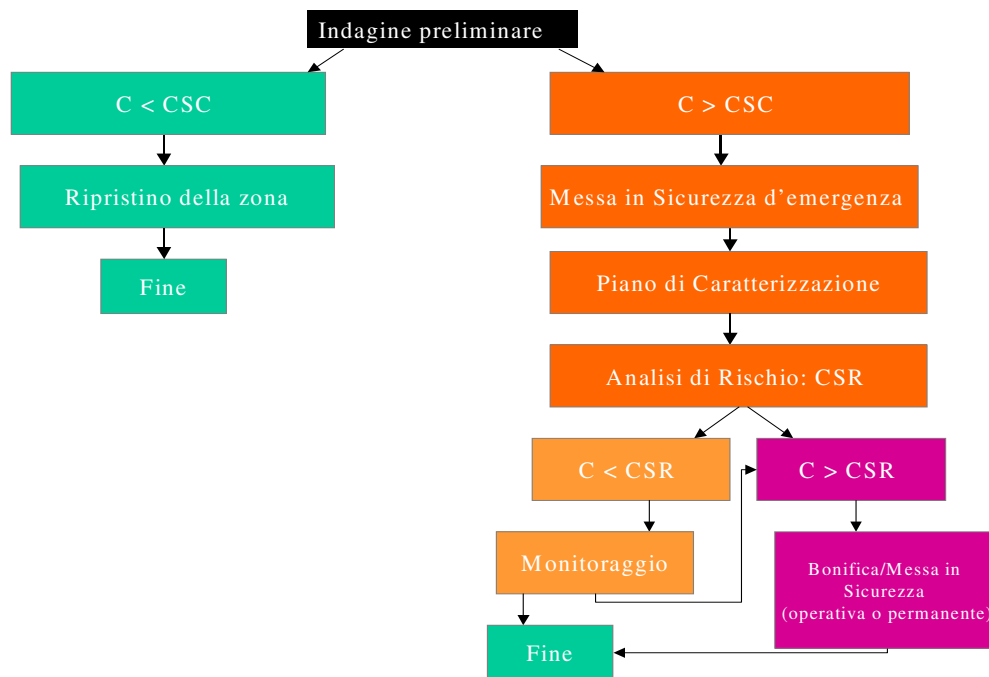 Indagine preliminare
C < CSC
C > CSC
Ripristino della zona
Messa in Sicurezza d’emergenza
Fine
Piano di Caratterizzazione
Analisi di Rischio: CSR
C < CSR
C > CSR
Monitoraggio
Bonifica/Messa in
Sicurezza
(operativa o permanente)
Fine